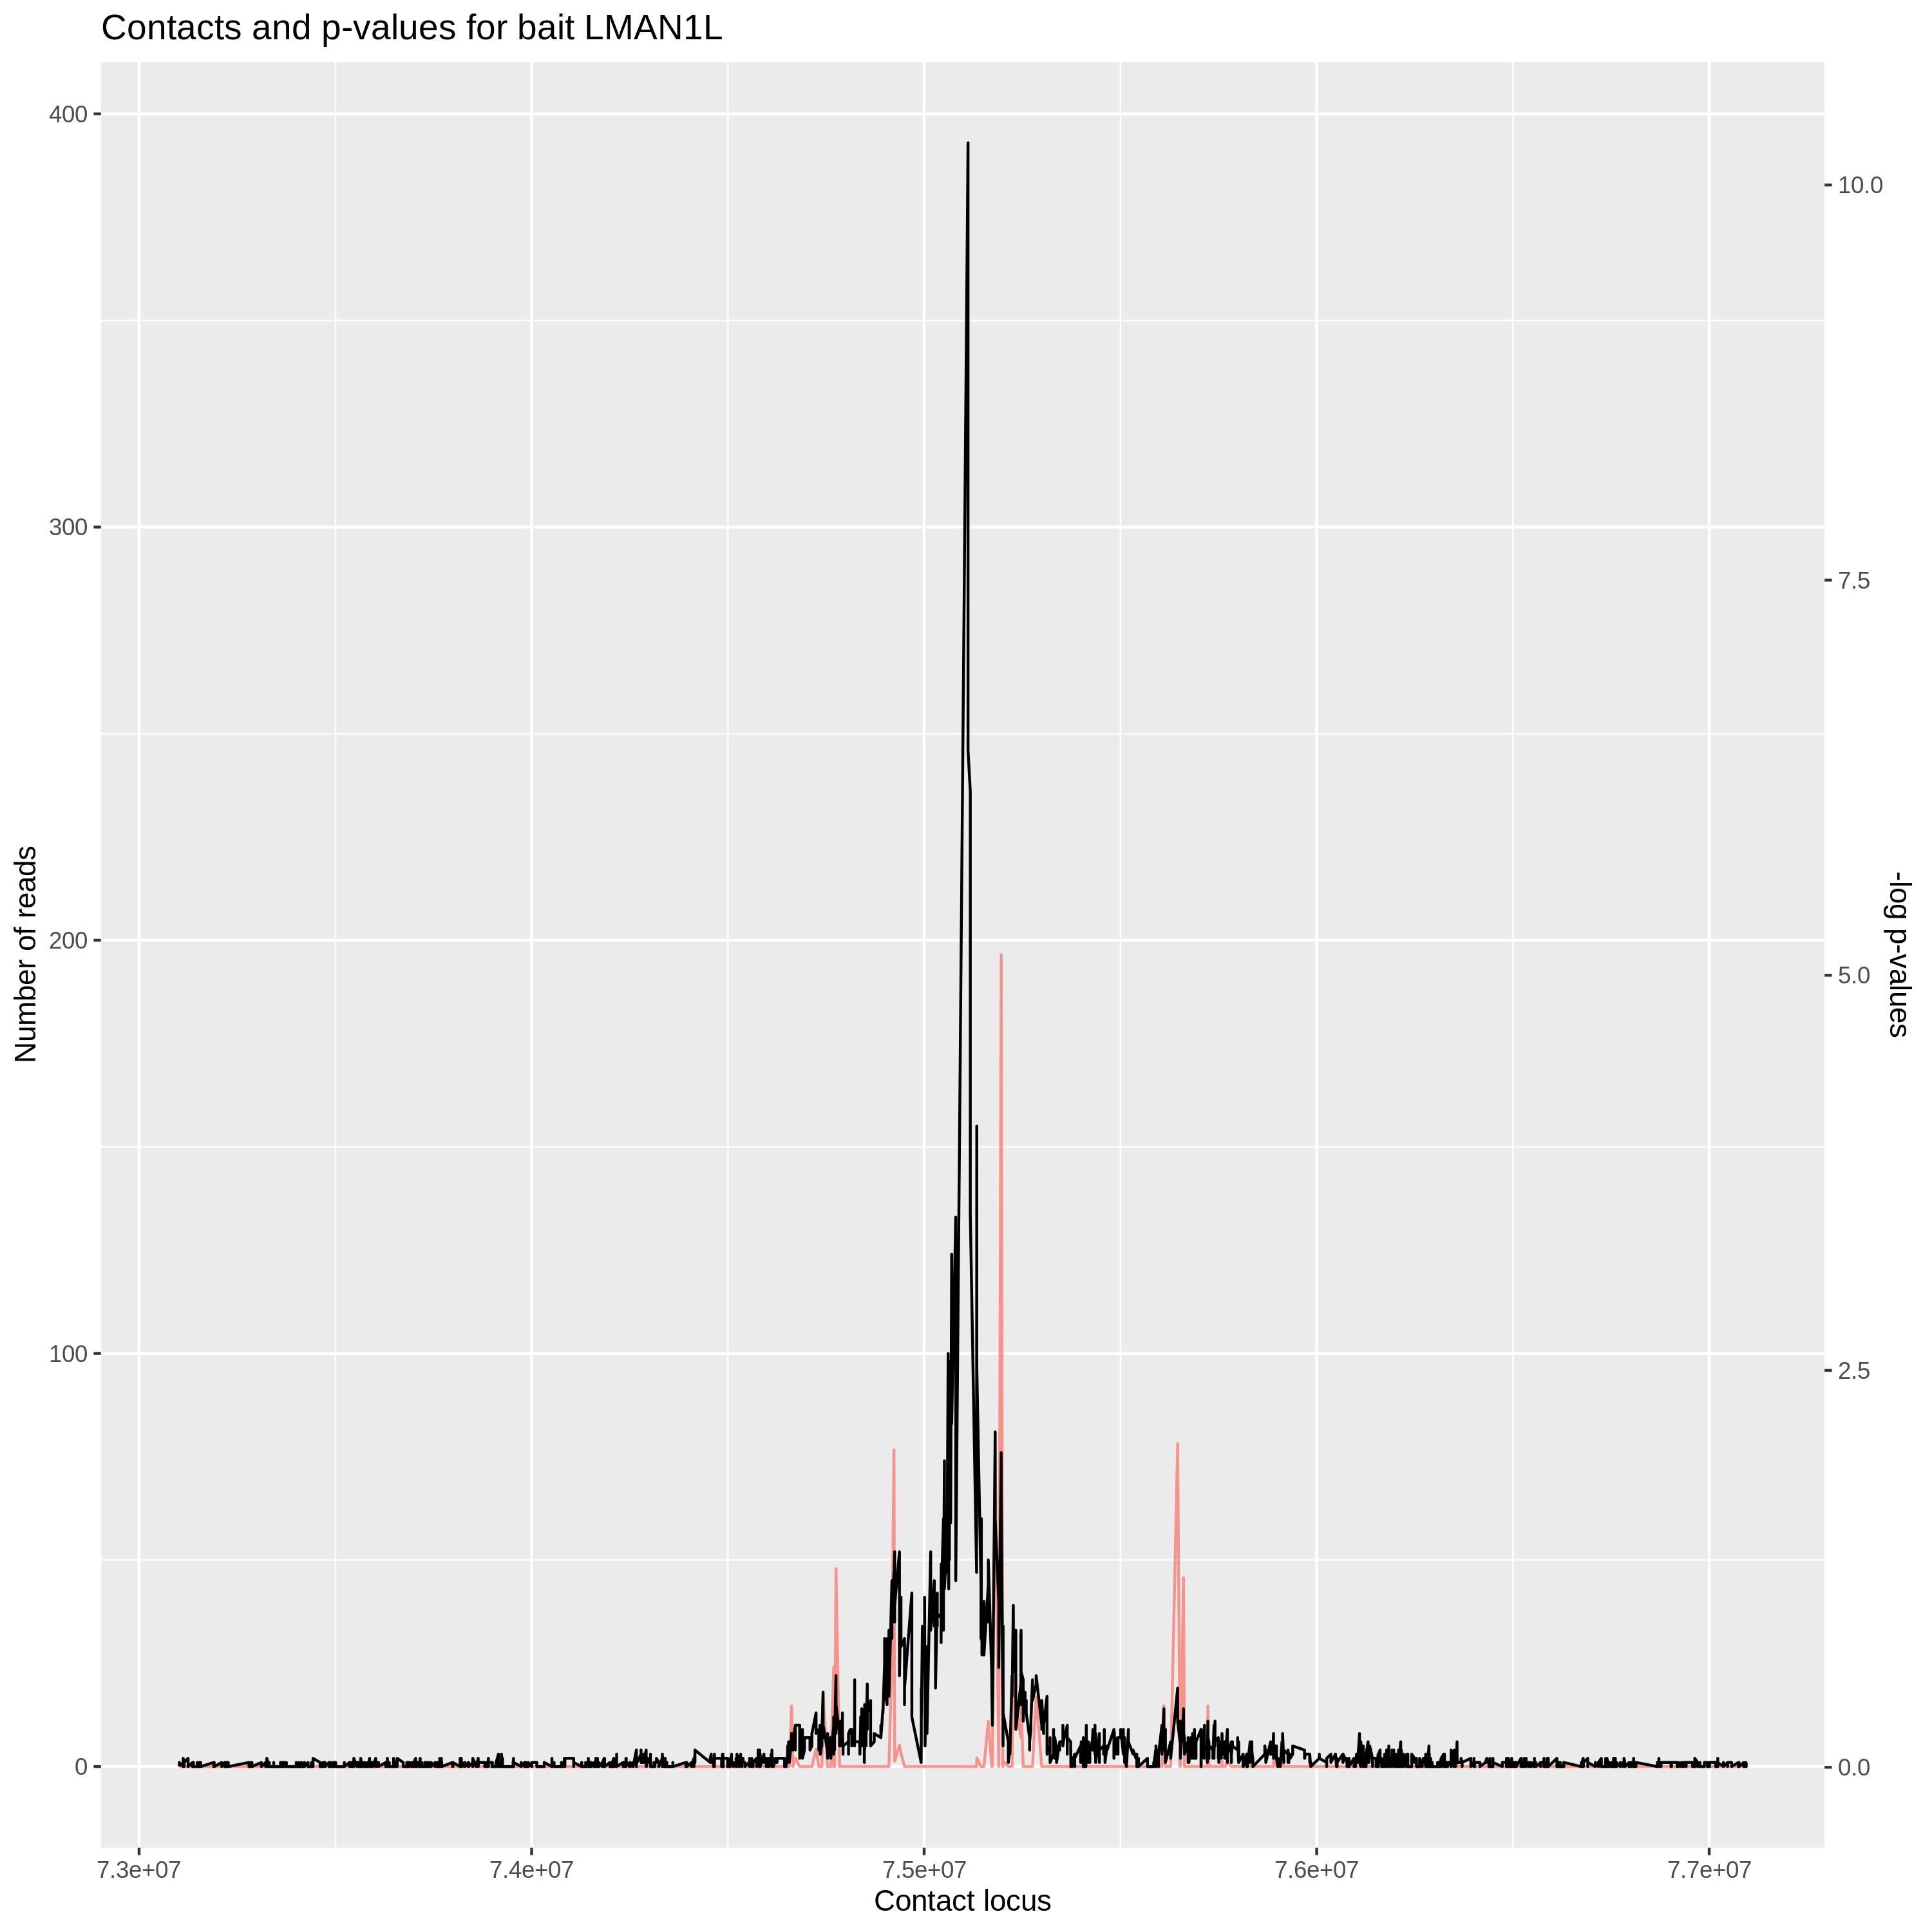 Contacts and p-values for bait LMAN1L
400
300
200
100
0
Number of reads
10.0
7.5
5.0
2.5
0.0
-log p-values
7.3e+07 7.4e+07 7.5e+07 7.6e+07 7.7e+07
Contact locus